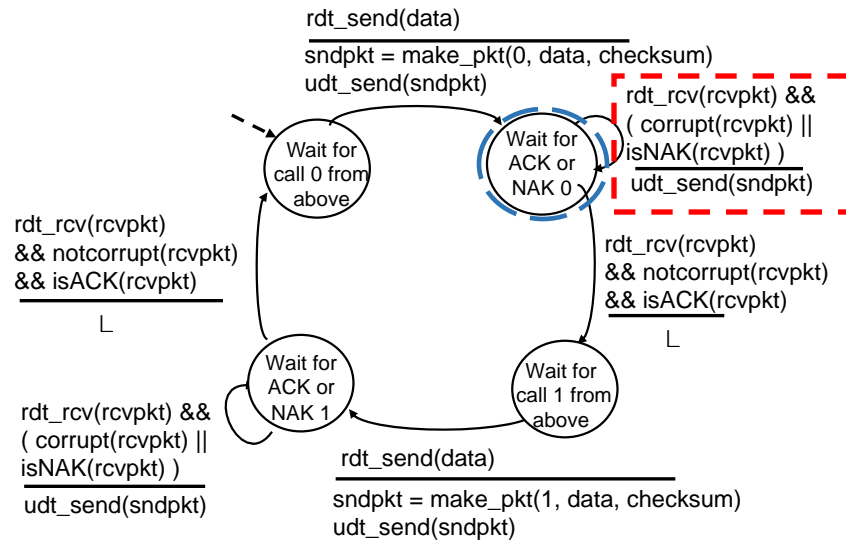 rdt_send(data)
sndpkt = make_pkt(0, data, checksum)
udt_send(sndpkt)
rdt_rcv(rcvpkt) &&
( corrupt(rcvpkt) ||
isNAK(rcvpkt) )
udt_send(sndpkt)
Wait for
call 0 from
above
Wait for
ACK or
NAK 0
rdt_rcv(rcvpkt)
&& notcorrupt(rcvpkt)
&& isACK(rcvpkt)
L
rdt_rcv(rcvpkt)
&& notcorrupt(rcvpkt)
&& isACK(rcvpkt)
L
Wait for
ACK or
NAK 1
Wait for
call 1 from
above
rdt_rcv(rcvpkt) &&
( corrupt(rcvpkt) ||
isNAK(rcvpkt) )
udt_send(sndpkt)
rdt_send(data)
sndpkt = make_pkt(1, data, checksum)
udt_send(sndpkt)